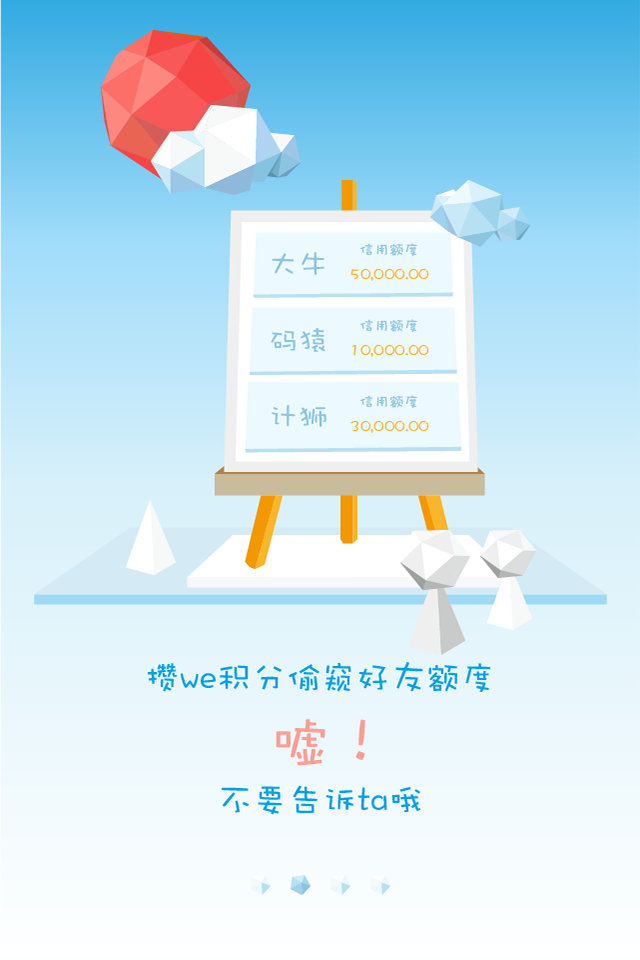 大牛
信用额度
50,000.00
码猿
信用额度
10,000.00
计狮
信用额度
30,000.00
攒we积分偷窥好友额度
嘘！
不要告诉ta哦